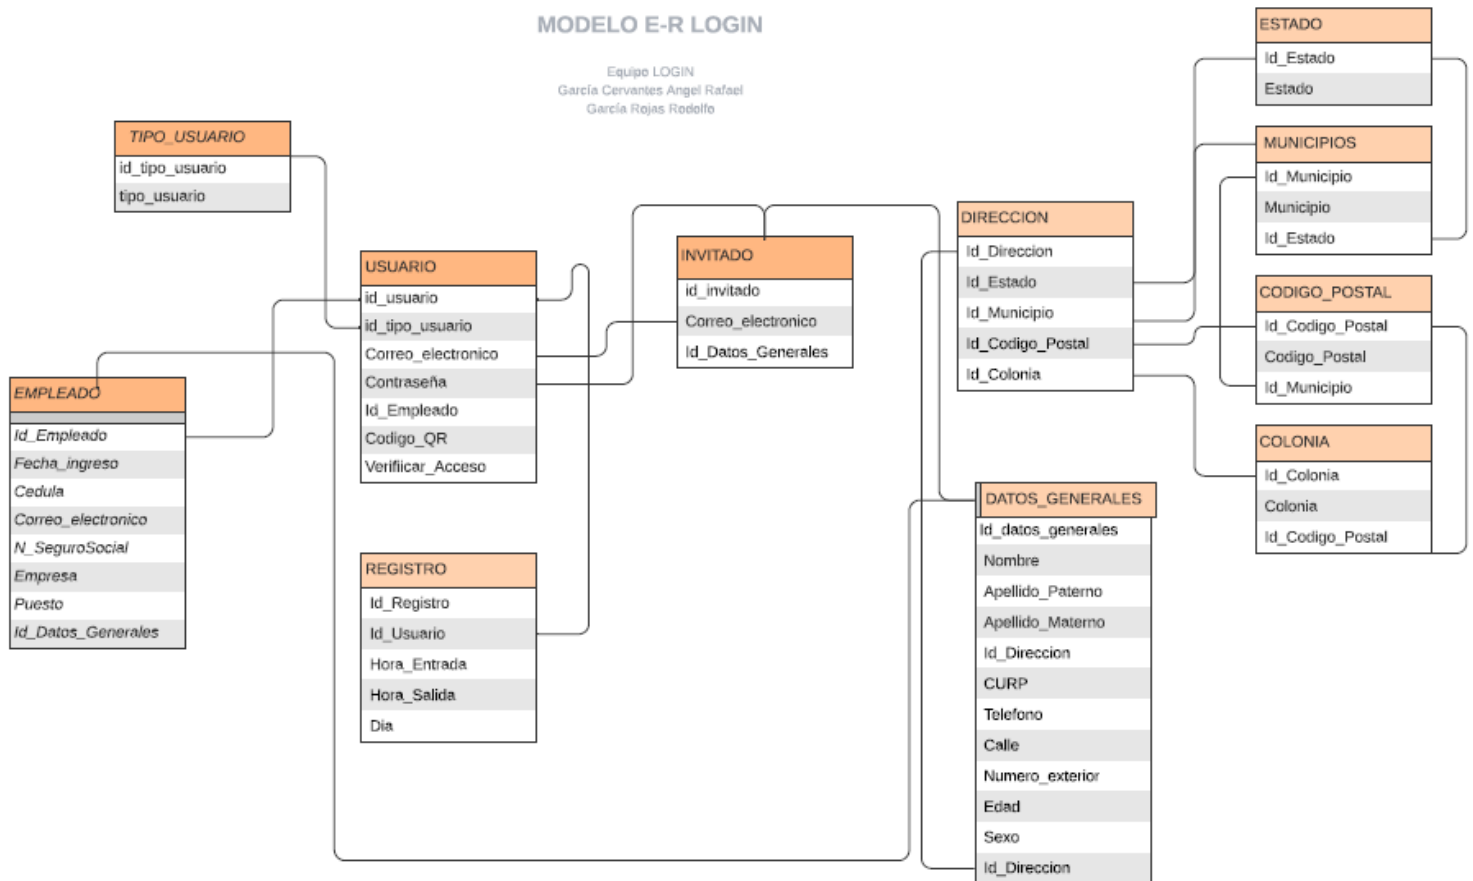 MODELO E-R LOGIN
Equipo LOGIN
García Cervantes Angel Rafael
García Rojas Rodolfo
TIPO_USUARIO
id_tipo_usuario
tipo_usuario
EMPLEADO
Id_Empleado
Fecha_ingreso
Cedula
Correo_electronico
N_SeguroSocial
Empresa
Puesto
Id_Datos_Generales
USUARIO
id_usuario
id_tipo_usuario
Correo_electronico
Contraseña
Id_Empleado
Codigo_QR
Verifiicar_Acceso
REGISTRO
Id_Registro
Id_Usuario
Hora_Entrada
Hora_Salida
Dia
INVITADO
id_invitado
Correo_electronico
Id_Datos_Generales
DIRECCION
Id_Direccion
Id_Estado
Id_Municipio
Id_Codigo_Postal
Id_Colonia
DATOS_GENERALES
Id_datos_generales
Nombre
Apellido_Paterno
Apellido_Materno
Id_Direccion
CURP
Telefono
Calle
Numero_exterior
Edad
Sexo
Id_Direccion
ESTADO
Id_Estado
Estado
MUNICIPIOS
Id_Municipio
Municipio
Id_Estado
CODIGO_POSTAL
Id_Codigo_Postal
Codigo_Postal
Id_Municipio
COLONIA
Id_Colonia
Colonia
Id_Codigo_Postal